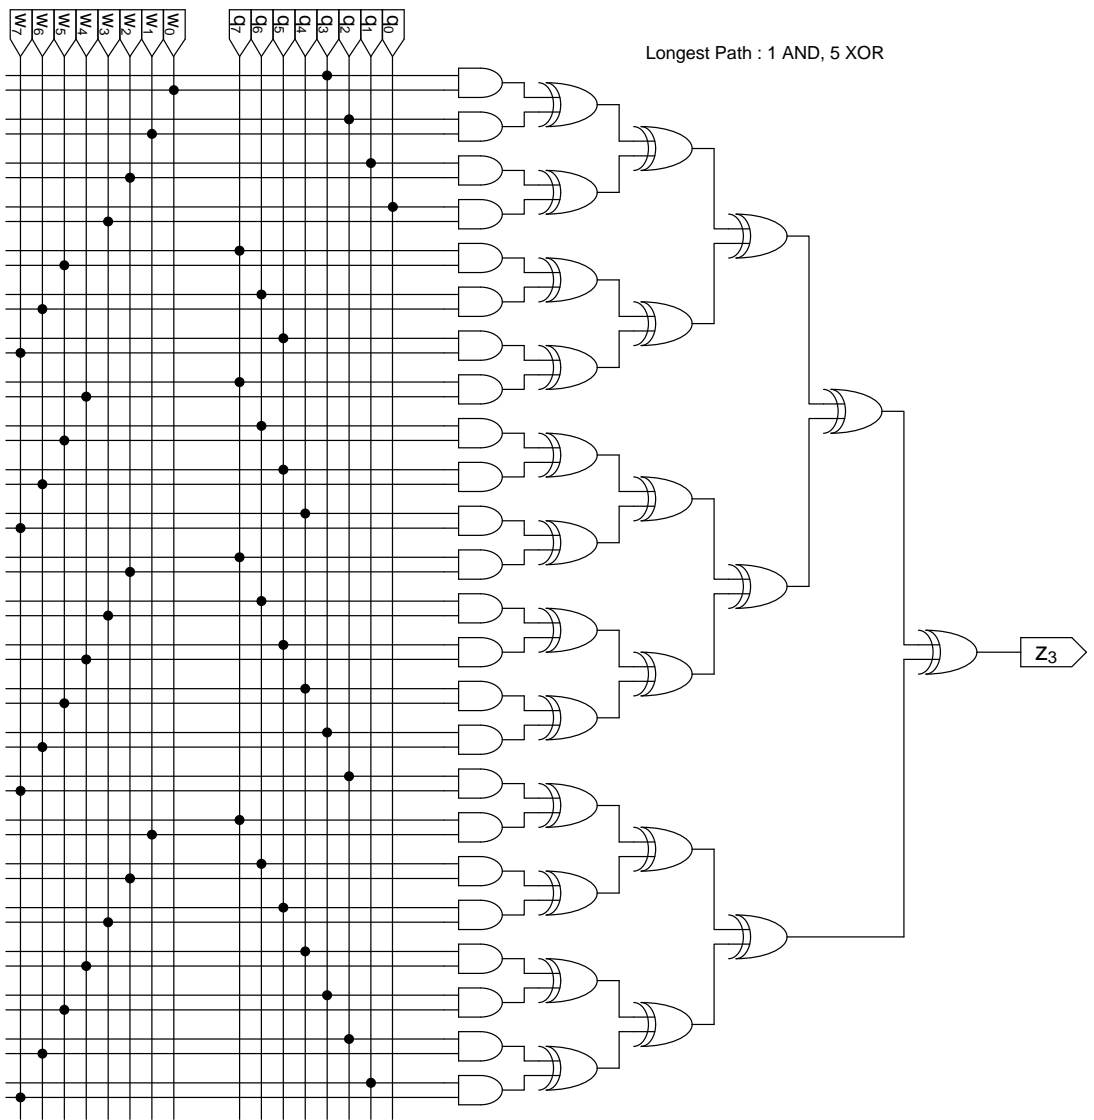 w₇ w₆ w₅ w₄ w₃ w₂ w₁ w₀ q₇ q₆ q₅ q₄ q₃ q₂ q₁ q₀
Longest Path : 1 AND, 5 XOR
z₃